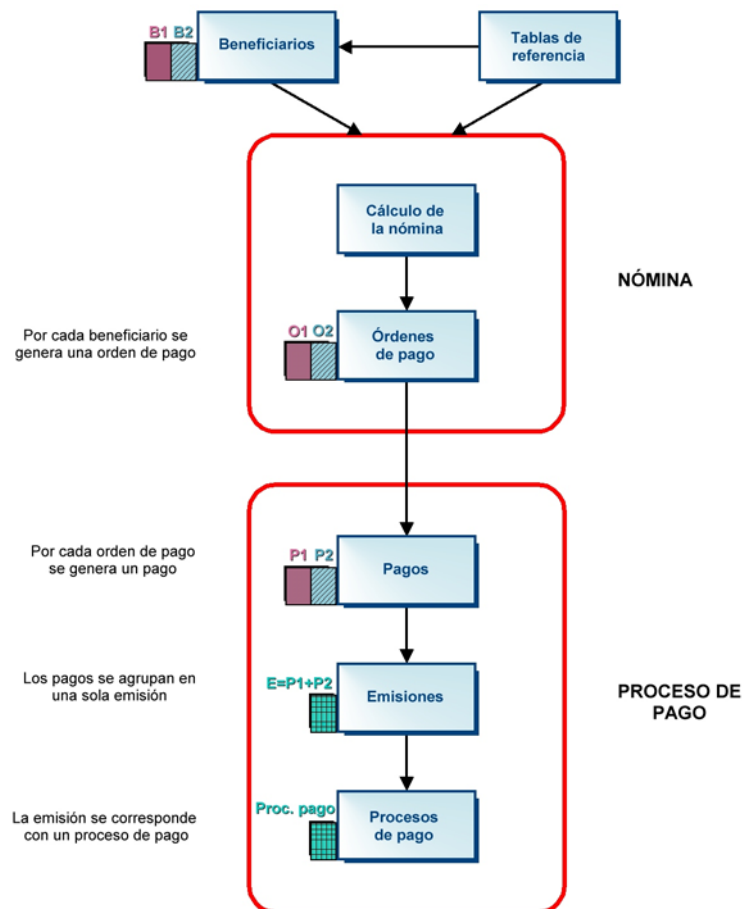 B1 B2
Beneficiarios
Tablas de
referencia
Cálculo de
la nómina
NÓMINA
Por cada beneficiario se
genera una orden de pago
O1 O2
Órdenes
de pago
Por cada orden de pago
se genera un pago
P1 P2
Pagos
Los pagos se agrupan en
una sola emisión
E=P1+P2
Emisiones
PROCESO DE
PAGO
La emisión se corresponde
con un proceso de pago
Proc. pago
Procesos
de pago